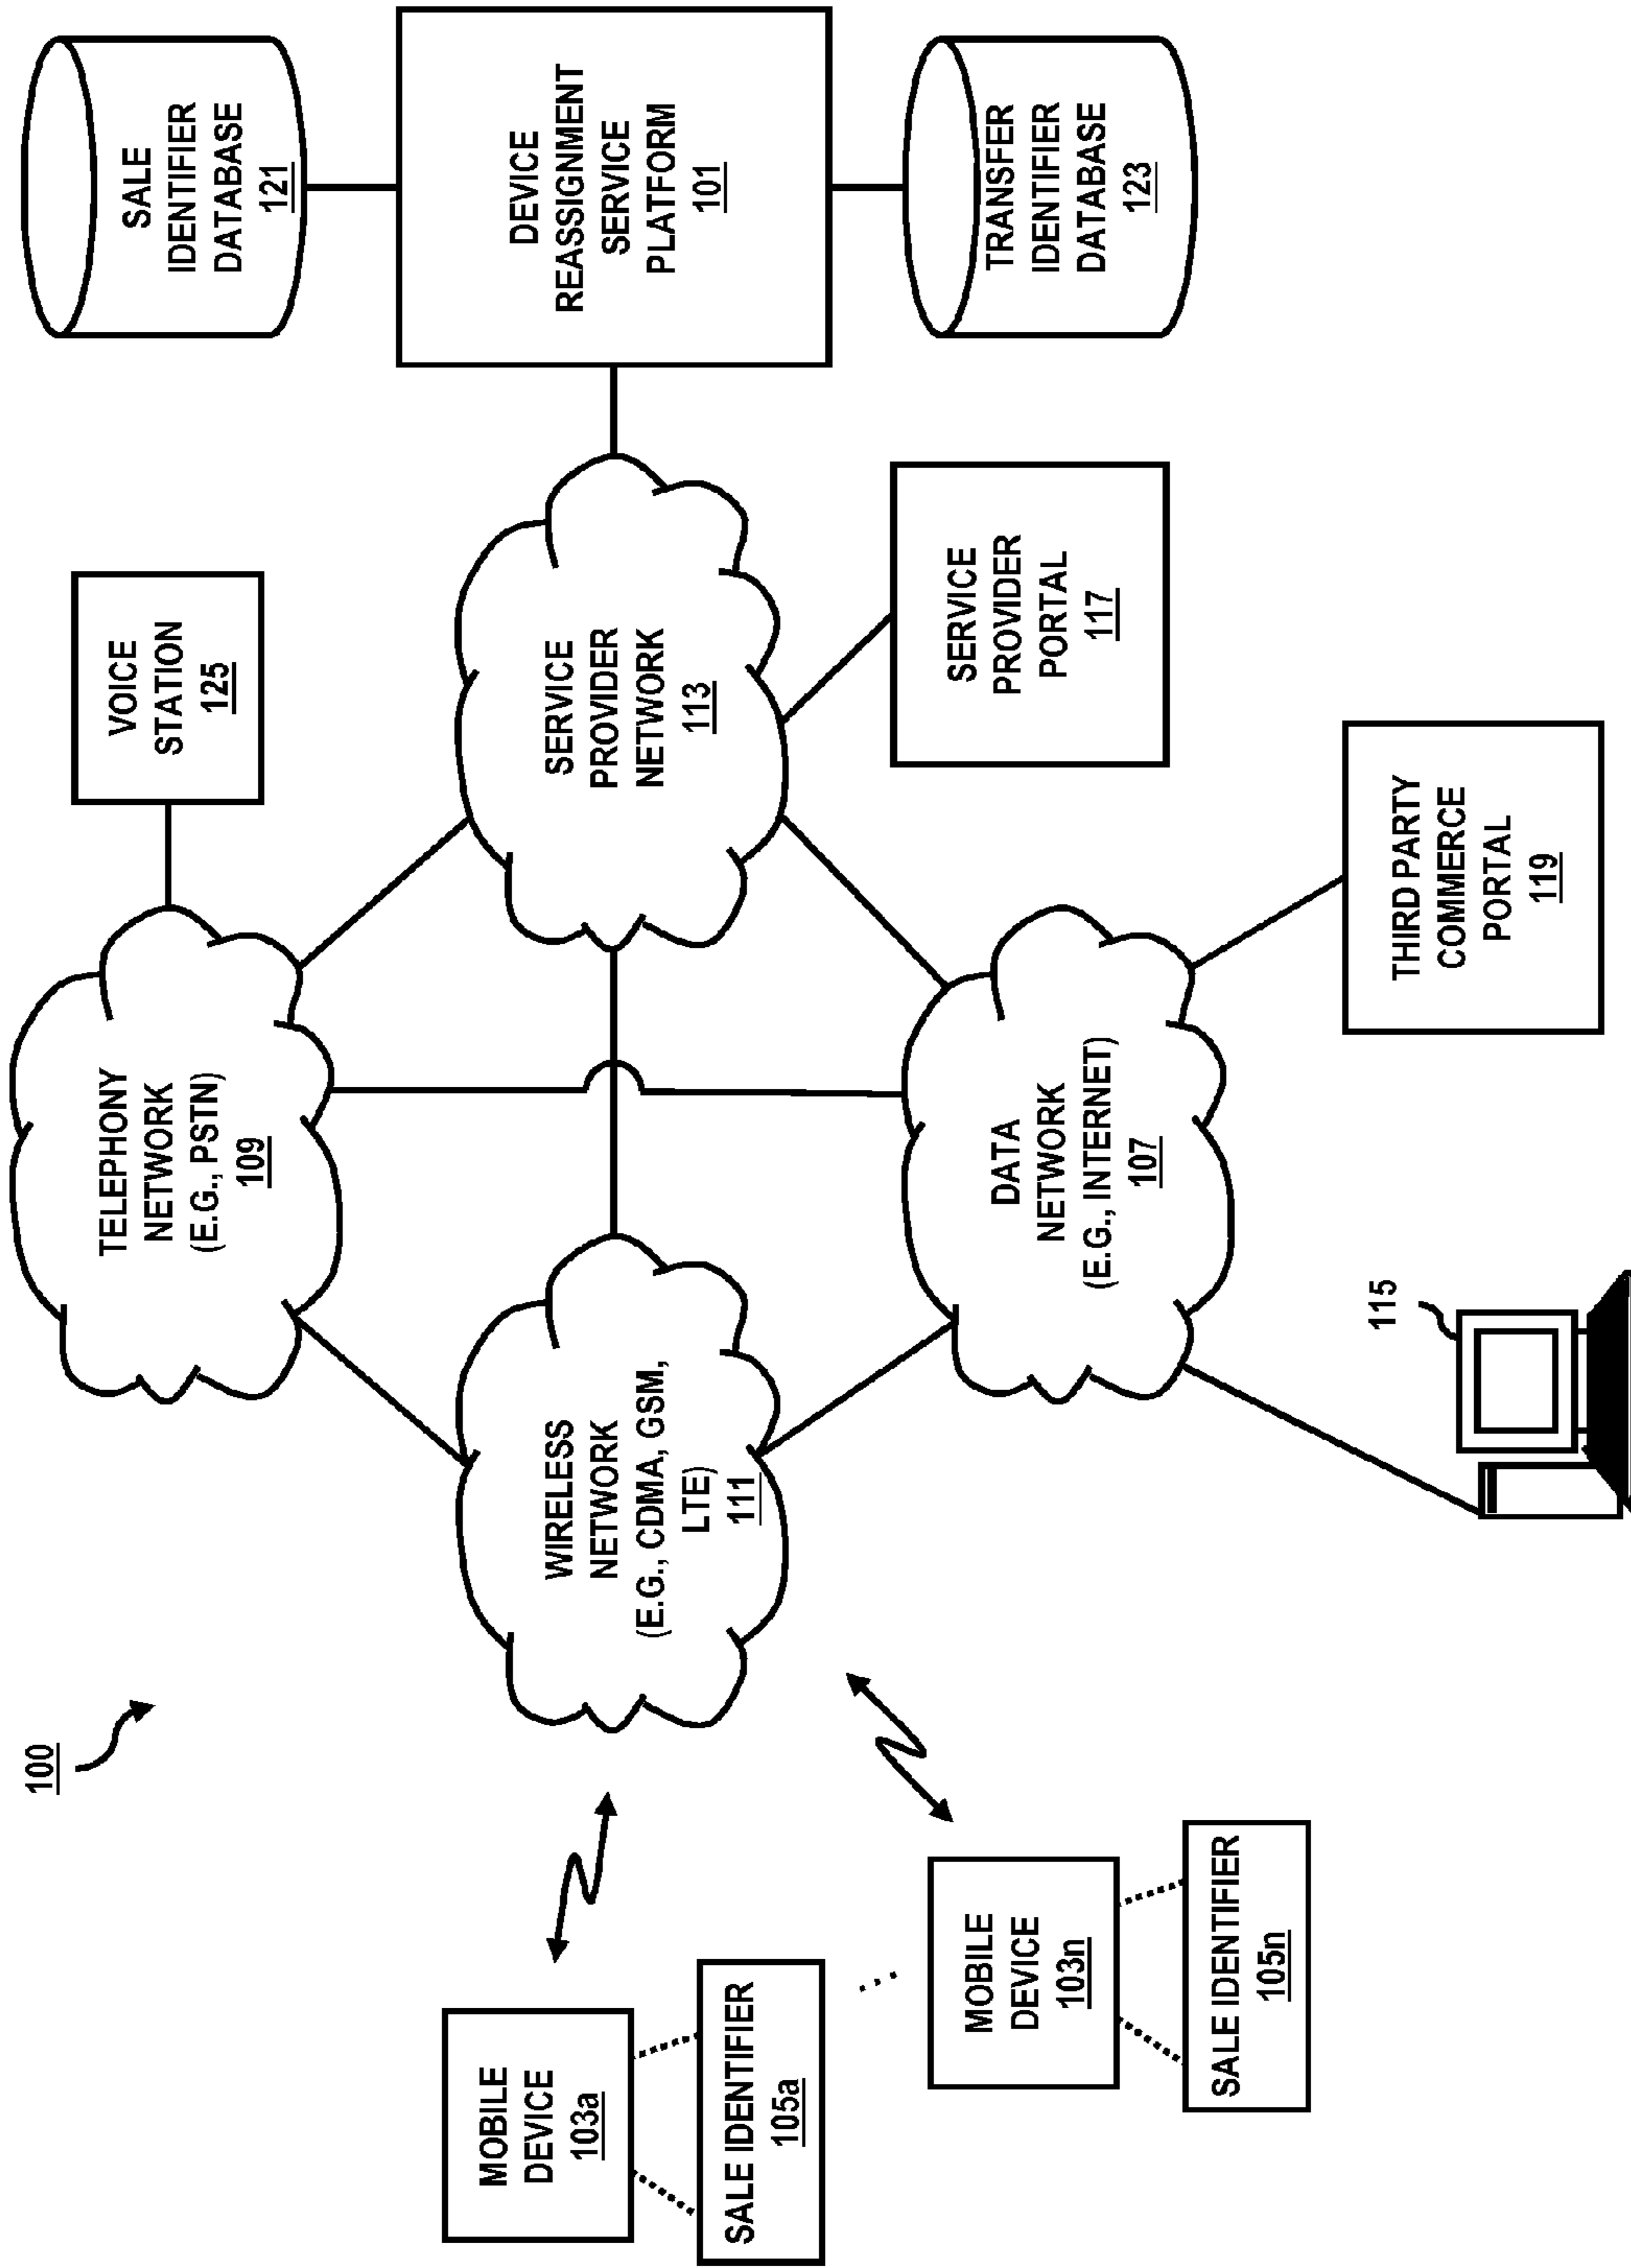 100
TELEPHONY
NETWORK
(E.G., PSTN)
109
VOICE
STATION
125
SALE
IDENTIFIER
DATABASE
121
MOBILE
DEVICE
103a
SALE IDENTIFIER
105a
WIRELESS
NETWORK
(E.G., CDMA, GSM,
LTE)
111
SERVICE
PROVIDER
NETWORK
113
DEVICE
REASSIGNMENT
SERVICE
PLATFORM
101
MOBILE
DEVICE
103n
SALE IDENTIFIER
105n
DATA
NETWORK
(E.G., INTERNET)
107
SERVICE
PROVIDER
PORTAL
117
TRANSFER
IDENTIFIER
DATABASE
123
115
THIRD PARTY
COMMERCE
PORTAL
119